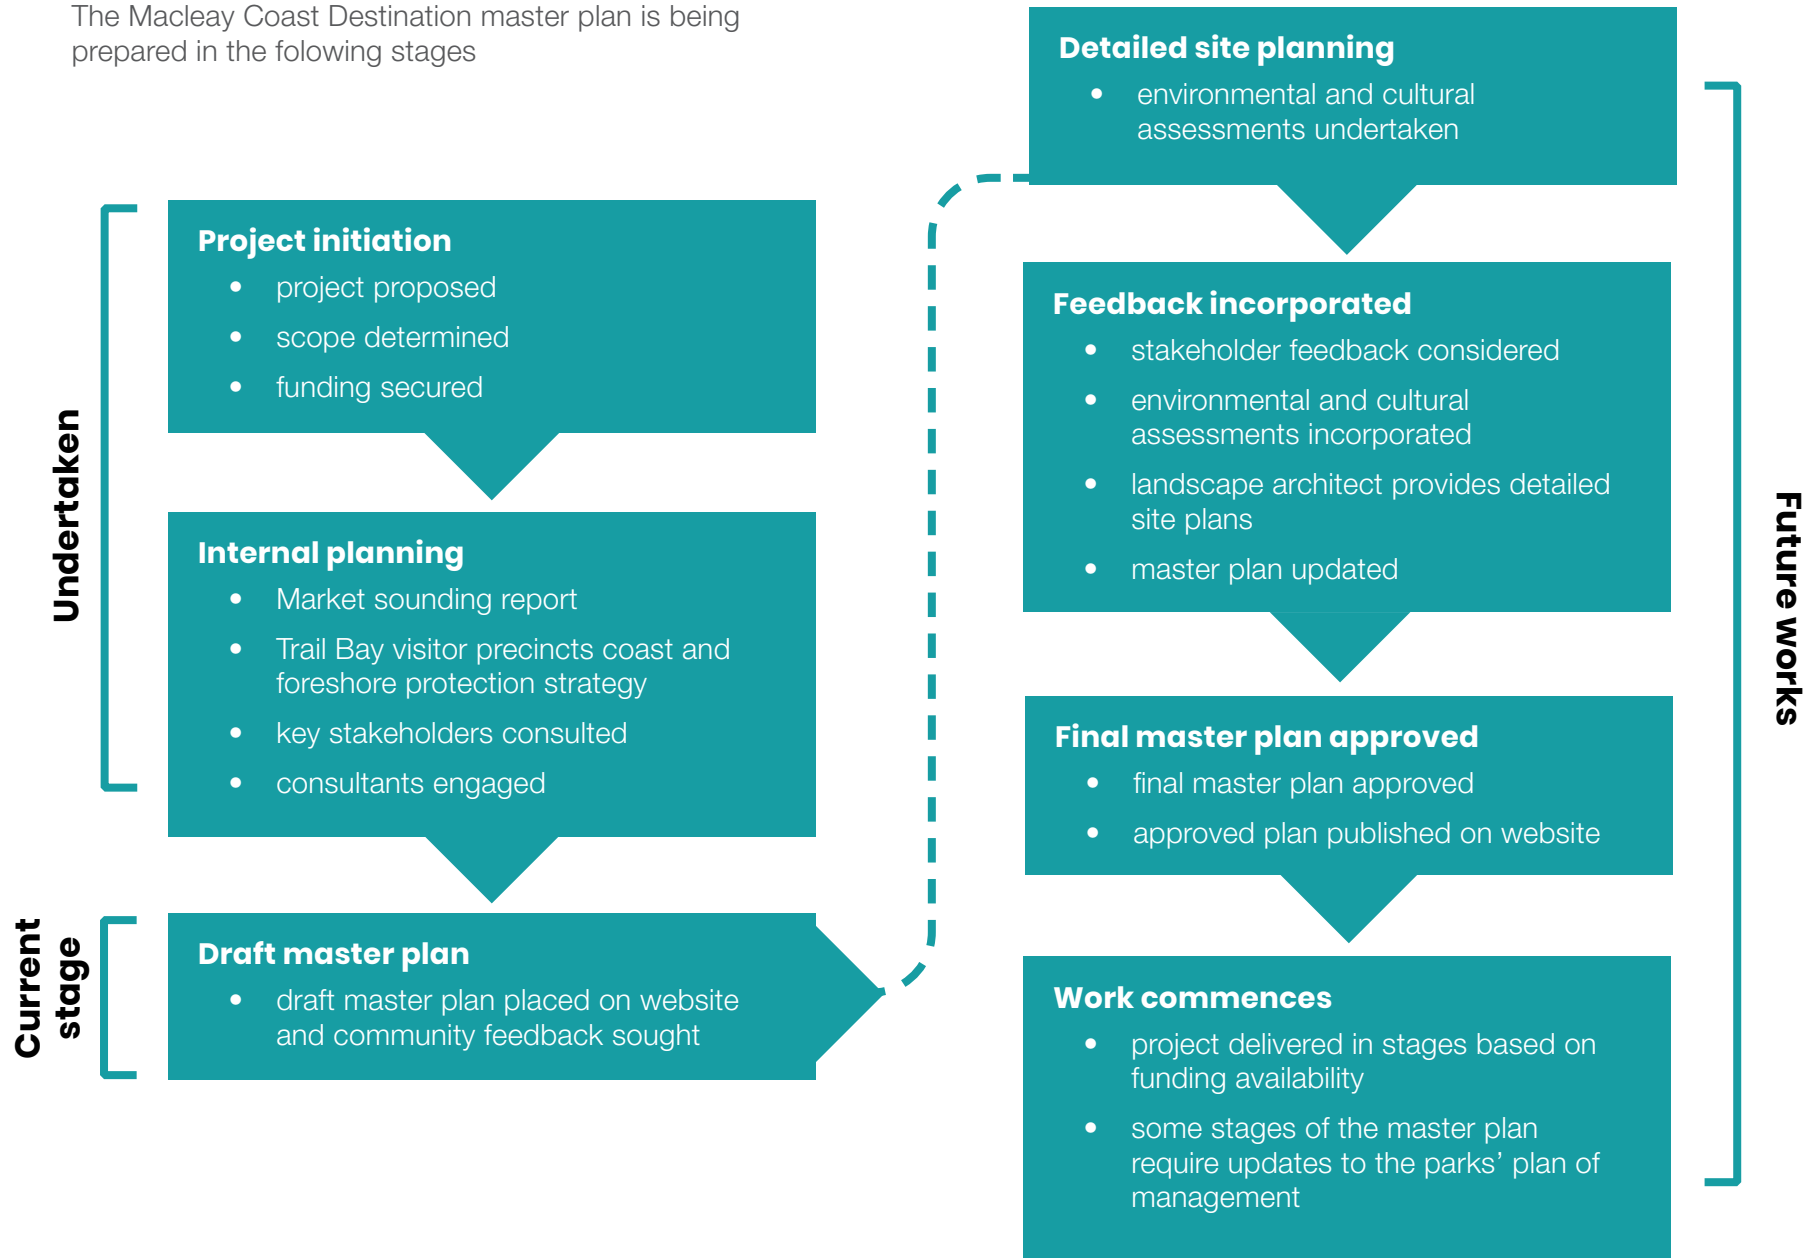 The Macleay Coast Destination master plan is being
prepared in the folowing stages
Undertaken
Project initiation
• project proposed
• scope determined
• funding secured
Internal planning
• Market sounding report
• Trail Bay visitor precincts coast and
foreshore protection strategy
• key stakeholders consulted
• consultants engaged
Current
stage
Draft master plan
• draft master plan placed on website
and community feedback sought
Detailed site planning
• environmental and cultural
assessments undertaken
Feedback incorporated
• stakeholder feedback considered
• environmental and cultural
assessments incorporated
• landscape architect provides detailed
site plans
• master plan updated
Final master plan approved
• final master plan approved
• approved plan published on website
Work commences
• project delivered in stages based on
funding availability
• some stages of the master plan
require updates to the parks’ plan of
management
Future works